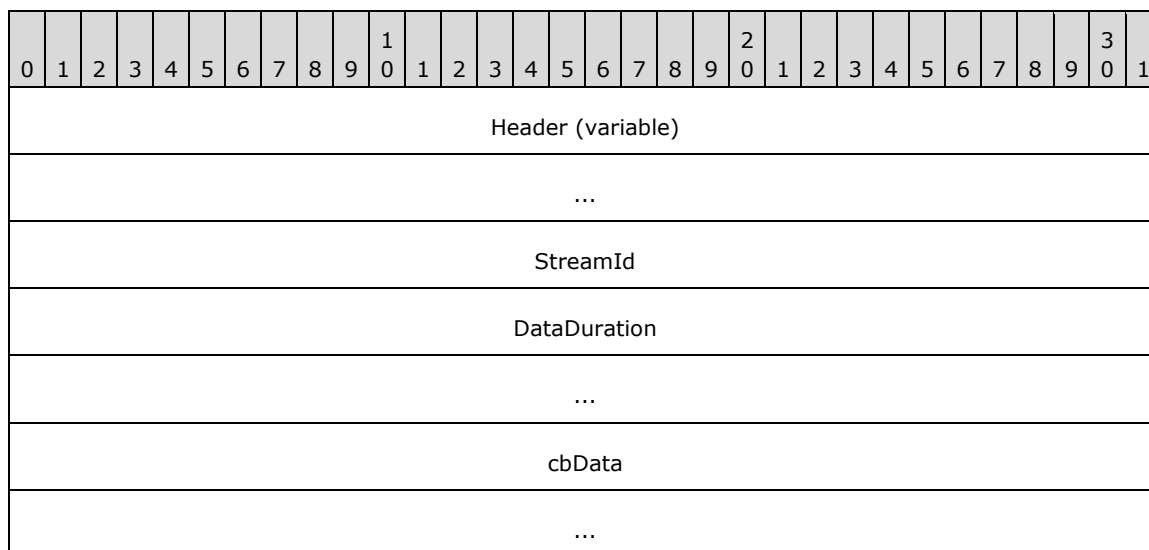 1 2 3
0 1 2 3 4 5 6 7 8 9 0 1 2 3 4 5 6 7 8 9 0 1 2 3 4 5 6 7 8 9 0 1
Header (variable)
...
StreamId
DataDuration
...
cbData
...